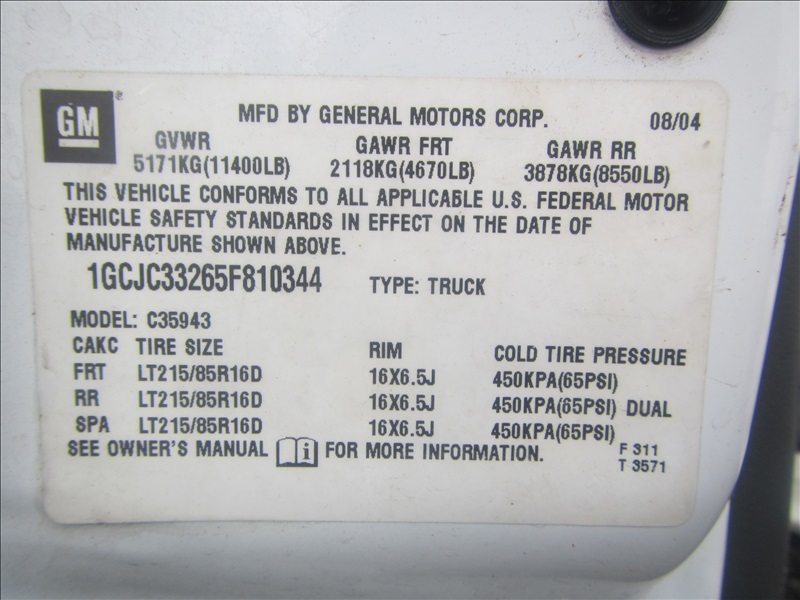 GM ®
MFD BY GENERAL MOTORS CORP. 08/04
GVWR GAWR FRT GAWR RR
5171KG(11400LB) 2118KG(4670LB) 3878KG(8550LB)
THIS VEHICLE CONFORMS TO ALL APPLICABLE U.S. FEDERAL MOTOR
VEHICLE SAFETY STANDARDS IN EFFECT ON THE DATE OF
MANUFACTURE SHOWN ABOVE.
1GCJC33265F810344 TYPE: TRUCK
MODEL: C35943
CAKC TIRE SIZE RIM COLD TIRE PRESSURE
FRT LT215/85R16D 16X6.5J 450KPA(65PSI)
RR LT215/85R16D 16X6.5J 450KPA(65PSI) DUAL
SPA LT215/85R16D 16X6.5J 450KPA(65PSI)
SEE OWNER'S MANUAL i FOR MORE INFORMATION. F 311
T 3571